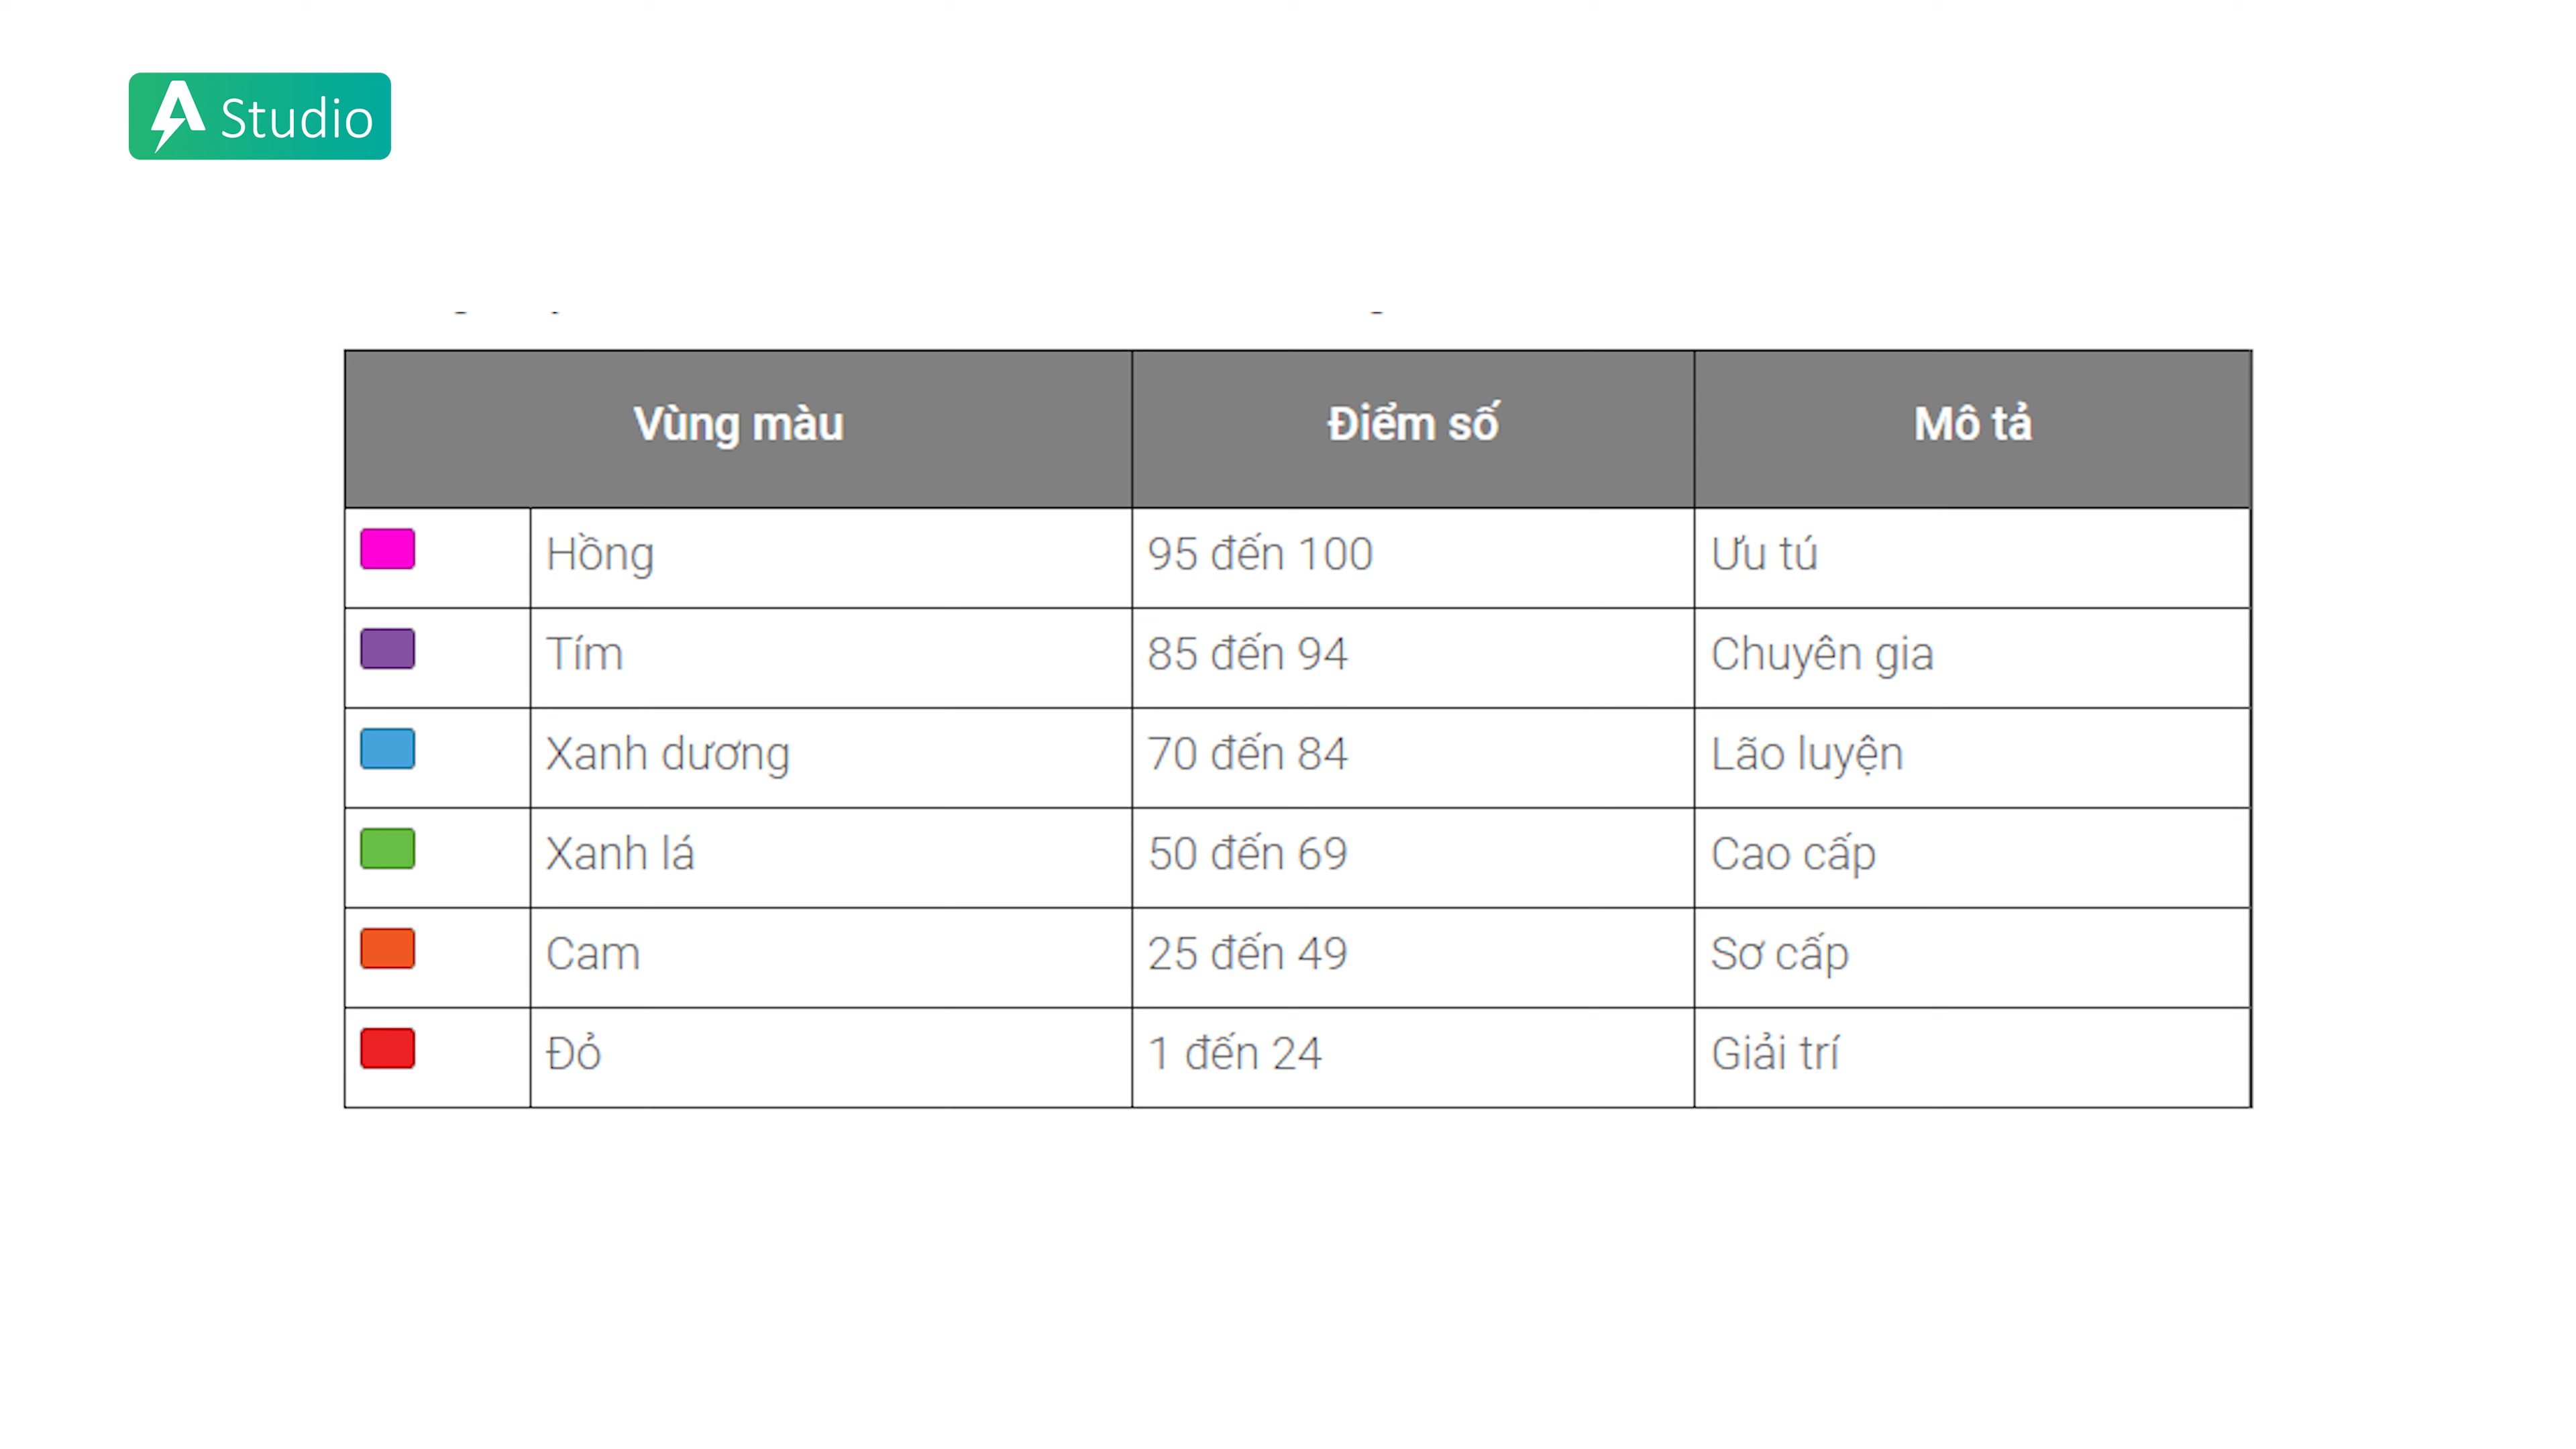 A Studio
Vùng màu Điểm số Mô tả
Hồng 95 đến 100 Ưu tú
Tím 85 đến 94 Chuyên gia
Xanh dương 70 đến 84 Lão luyện
Xanh lá 50 đến 69 Cao cấp
Cam 25 đến 49 Sơ cấp
Đỏ 1 đến 24 Giải trí